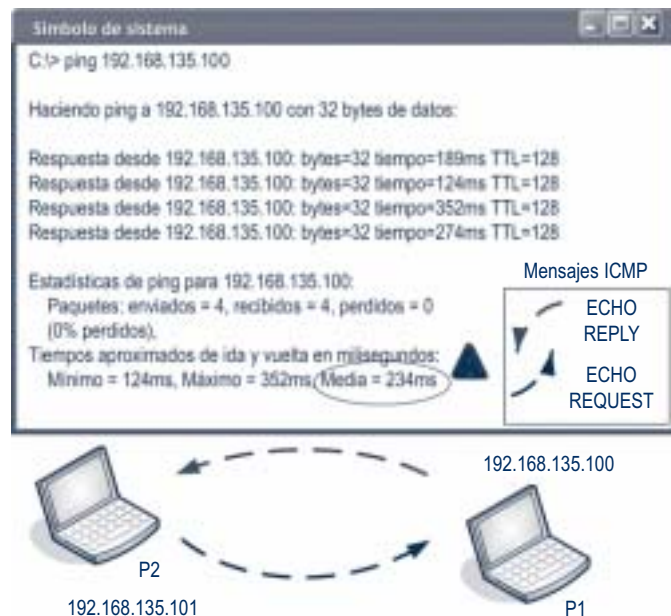 Simbolo de sistema
C:\> ping 192.168.135.100
Haciendo ping a 192.168.135.100 con 32 bytes de datos:
Respuesta desde 192.168.135.100: bytes=32 tiempo=189ms TTL=128
Respuesta desde 192.168.135.100: bytes=32 tiempo=124ms TTL=128
Respuesta desde 192.168.135.100: bytes=32 tiempo=352ms TTL=128
Respuesta desde 192.168.135.100: bytes=32 tiempo=274ms TTL=128
Estadísticas de ping para 192.168.135.100:
Paquetes: enviados = 4, recibidos = 4, perdidos = 0
(0% perdidos),
Tiempos aproximados de ida y vuelta en milisegundos:
Mínimo = 124ms, Máximo = 352ms, Media = 234ms
Mensajes ICMP
ECHO
REPLY
ECHO
REQUEST
192.168.135.100
P2
192.168.135.101
P1